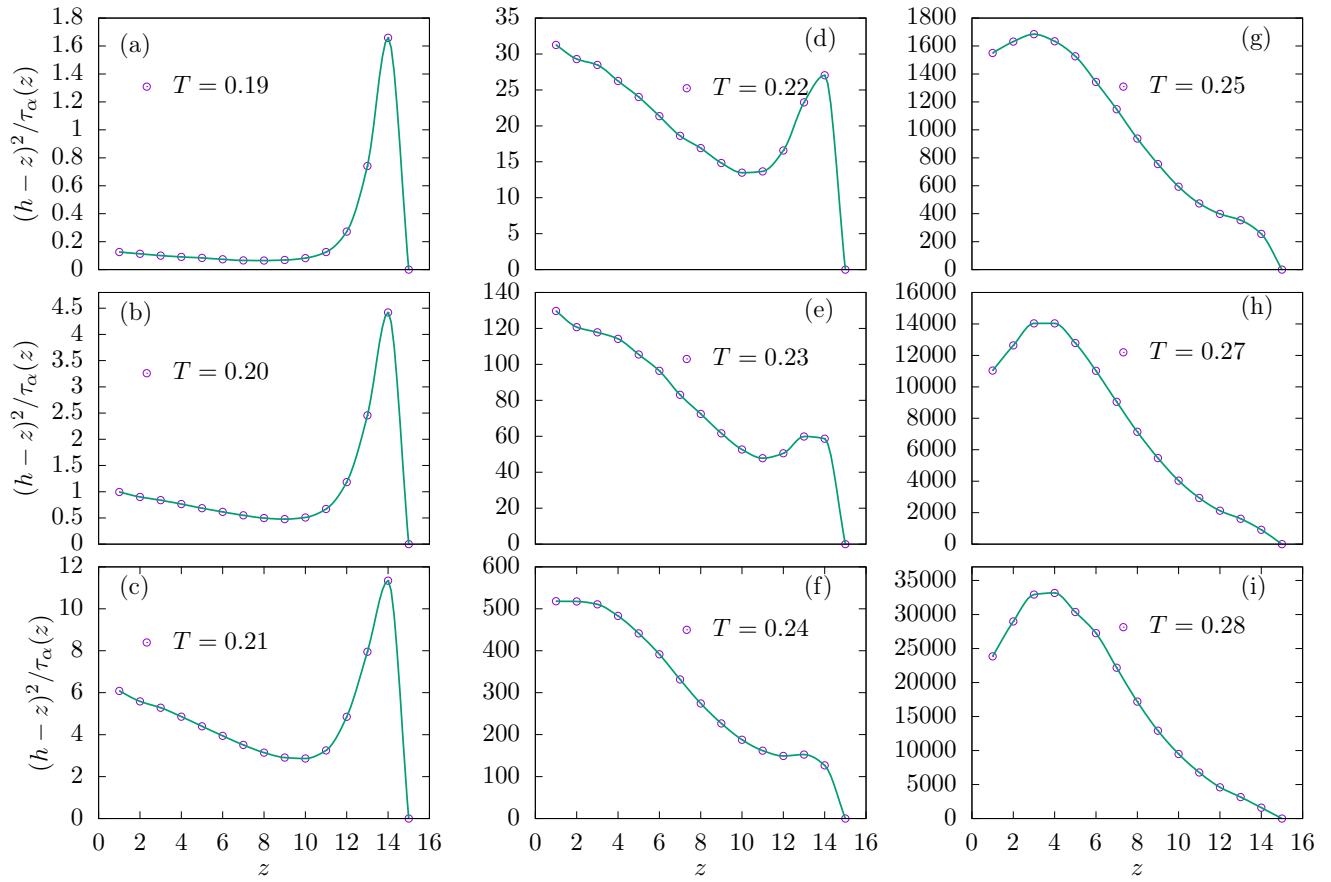 (a)
T = 0.19
(h − z)²/τα(z)
1.8
1.6
1.4
1.2
1
0.8
0.6
0.4
0.2
0
(d)
T = 0.22
35
30
25
20
15
10
5
0
(g)
T = 0.25
1800
1600
1400
1200
1000
800
600
400
200
0
(b)
T = 0.20
(h − z)²/τα(z)
4.5
4
3.5
3
2.5
2
1.5
1
0.5
0
(e)
T = 0.23
140
120
100
80
60
40
20
0
(h)
T = 0.27
16000
14000
12000
10000
8000
6000
4000
2000
0
(c)
T = 0.21
(h − z)²/τα(z)
12
10
8
6
4
2
0
0 2 4 6 8 10 12 14 16
z
(f)
T = 0.24
600
500
400
300
200
100
0
0 2 4 6 8 10 12 14 16
z
(i)
T = 0.28
35000
30000
25000
20000
15000
10000
5000
0
0 2 4 6 8 10 12 14 16
z